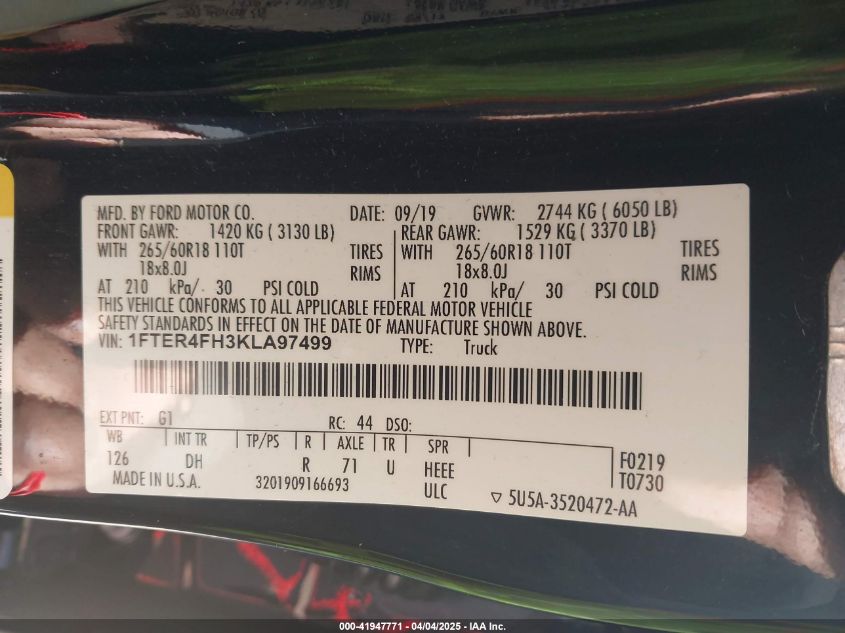 MFD. BY FORD MOTOR CO. DATE: 09/19 GVWR: 2744 KG ( 6050 LB)
FRONT GAWR: 1420 KG ( 3130 LB) REAR GAWR: 1529 KG ( 3370 LB)
WITH 265/60R18 110T TIRES WITH 265/60R18 110T TIRES
18x8.0J RIMS 18x8.0J RIMS
AT 210 kPa/ 30 PSI COLD AT 210 kPa/ 30 PSI COLD
THIS VEHICLE CONFORMS TO ALL APPLICABLE FEDERAL MOTOR VEHICLE
SAFETY STANDARDS IN EFFECT ON THE DATE OF MANUFACTURE SHOWN ABOVE.
VIN: 1FTER4FH3KLA97499 TYPE: Truck
EXT PNT: G1 RC: 44 DSO:
WB INT TR TP/PS R AXLE TR SPR
126 DH R 71 U HEEE F0219
MADE IN U.S.A. 3201909166693 ULC T0730
▽ 5U5A-3520472-AA
000-41947771 - 04/04/2025 - IAA Inc.